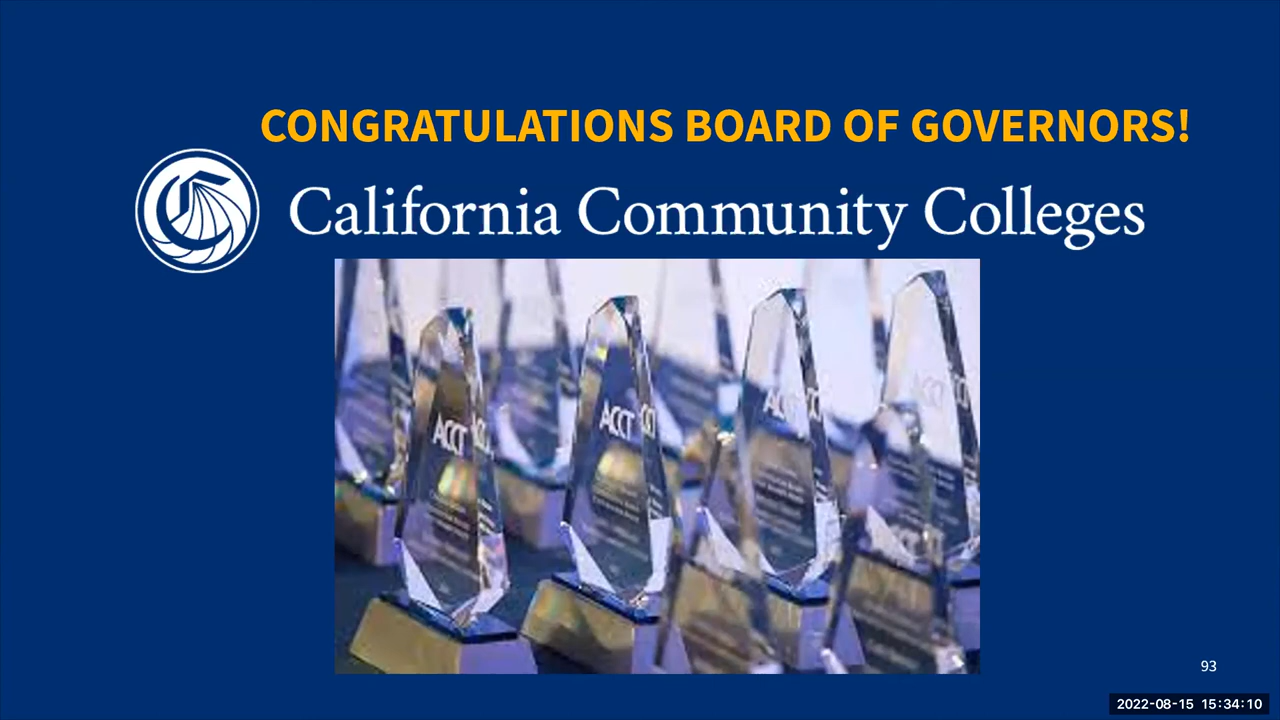 CONGRATULATIONS BOARD OF GOVERNORS!
California Community Colleges
ACCT
ACCT
ACCT
93
2022-08-15 15:34:10